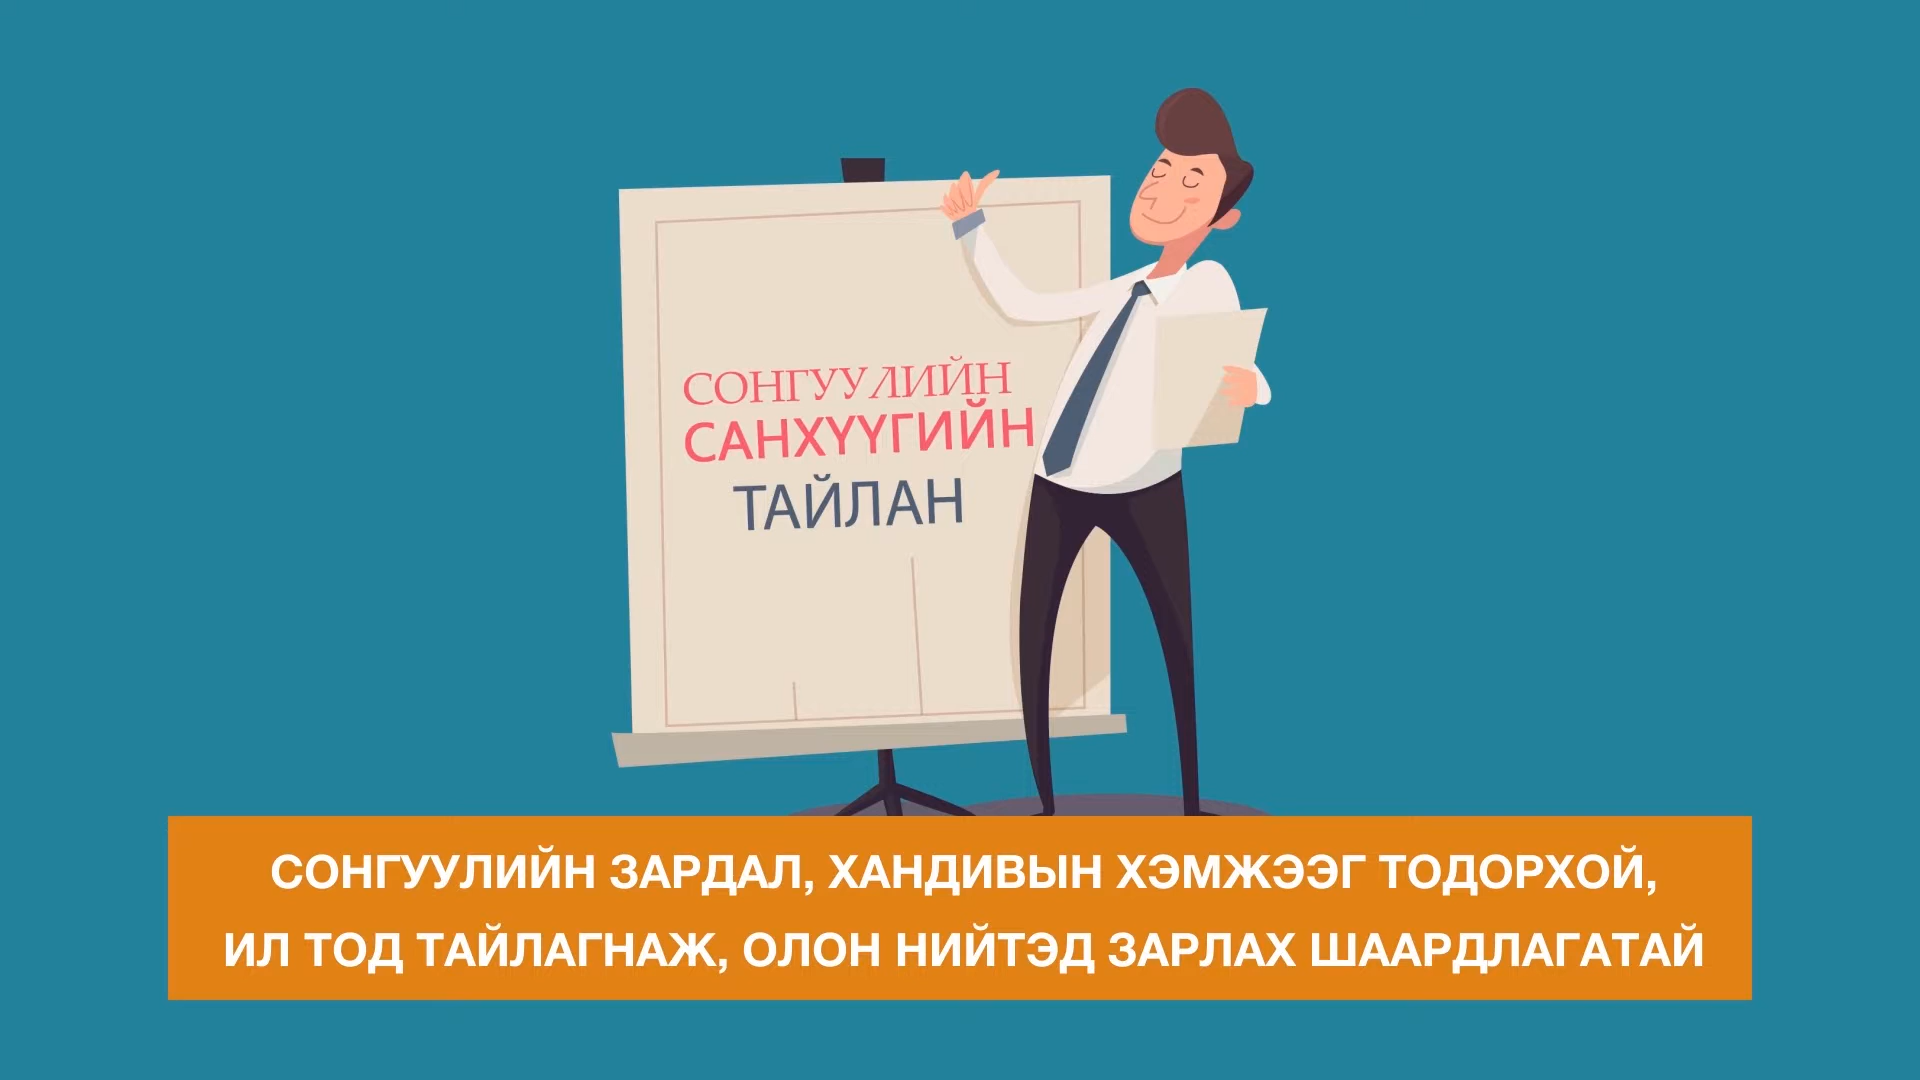 СОНГУУЛИЙН
САНХҮҮГИЙН
ТАЙЛАН
СОНГУУЛИЙН ЗАРДАЛ, ХАНДИВЫН ХЭМЖЭЭГ ТОДОРХОЙ,
ИЛ ТОД ТАЙЛАГНАЖ, ОЛОН НИЙТЭД ЗАРЛАХ ШААРДЛАГАТАЙ